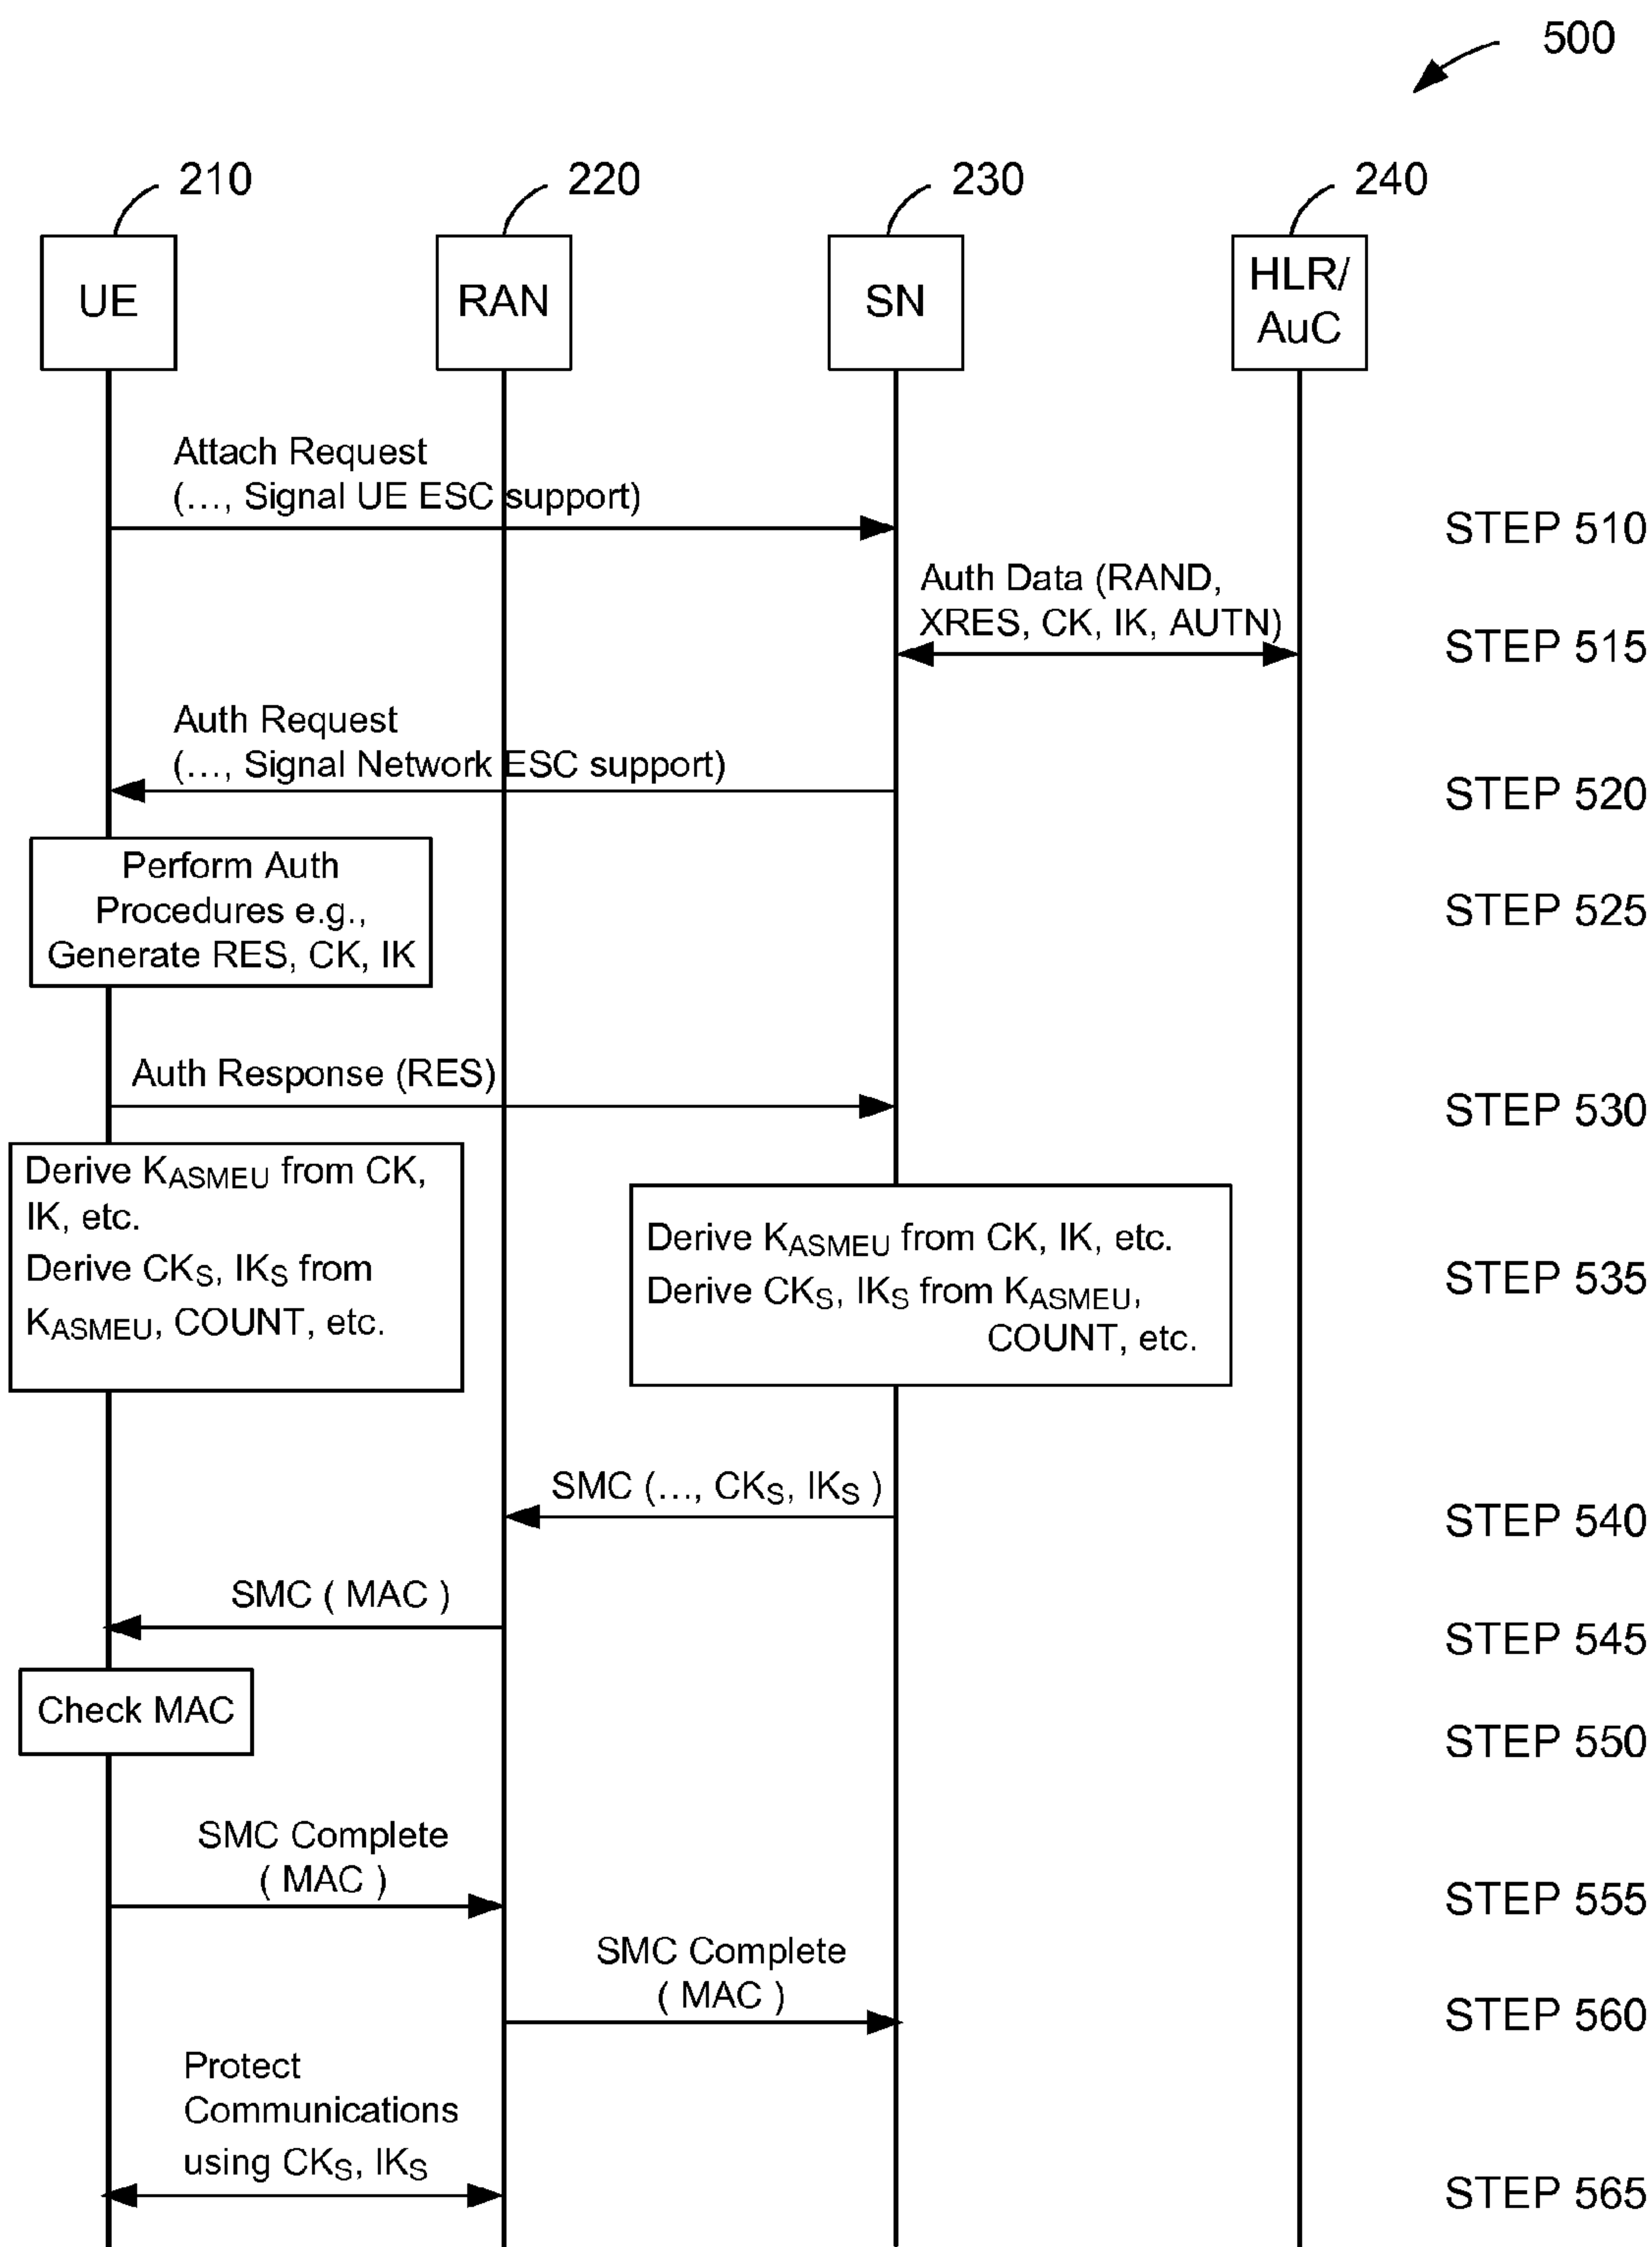 500
210
220
230
240
UE
RAN
SN
HLR/
AuC
Attach Request
(..., Signal UE ESC support)
STEP 510
Auth Data (RAND,
XRES, CK, IK, AUTN)
STEP 515
Auth Request
(..., Signal Network ESC support)
STEP 520
Perform Auth
Procedures e.g.,
Generate RES, CK, IK
STEP 525
Auth Response (RES)
STEP 530
Derive KASMEU from CK,
IK, etc.
Derive CKS, IKS from
KASMEU, COUNT, etc.
Derive KASMEU from CK, IK, etc.
Derive CKS, IKS from KASMEU,
COUNT, etc.
STEP 535
SMC (..., CKS, IKS )
STEP 540
SMC ( MAC )
STEP 545
Check MAC
STEP 550
SMC Complete
( MAC )
STEP 555
SMC Complete
( MAC )
STEP 560
Protect
Communications
using CKS, IKS
STEP 565